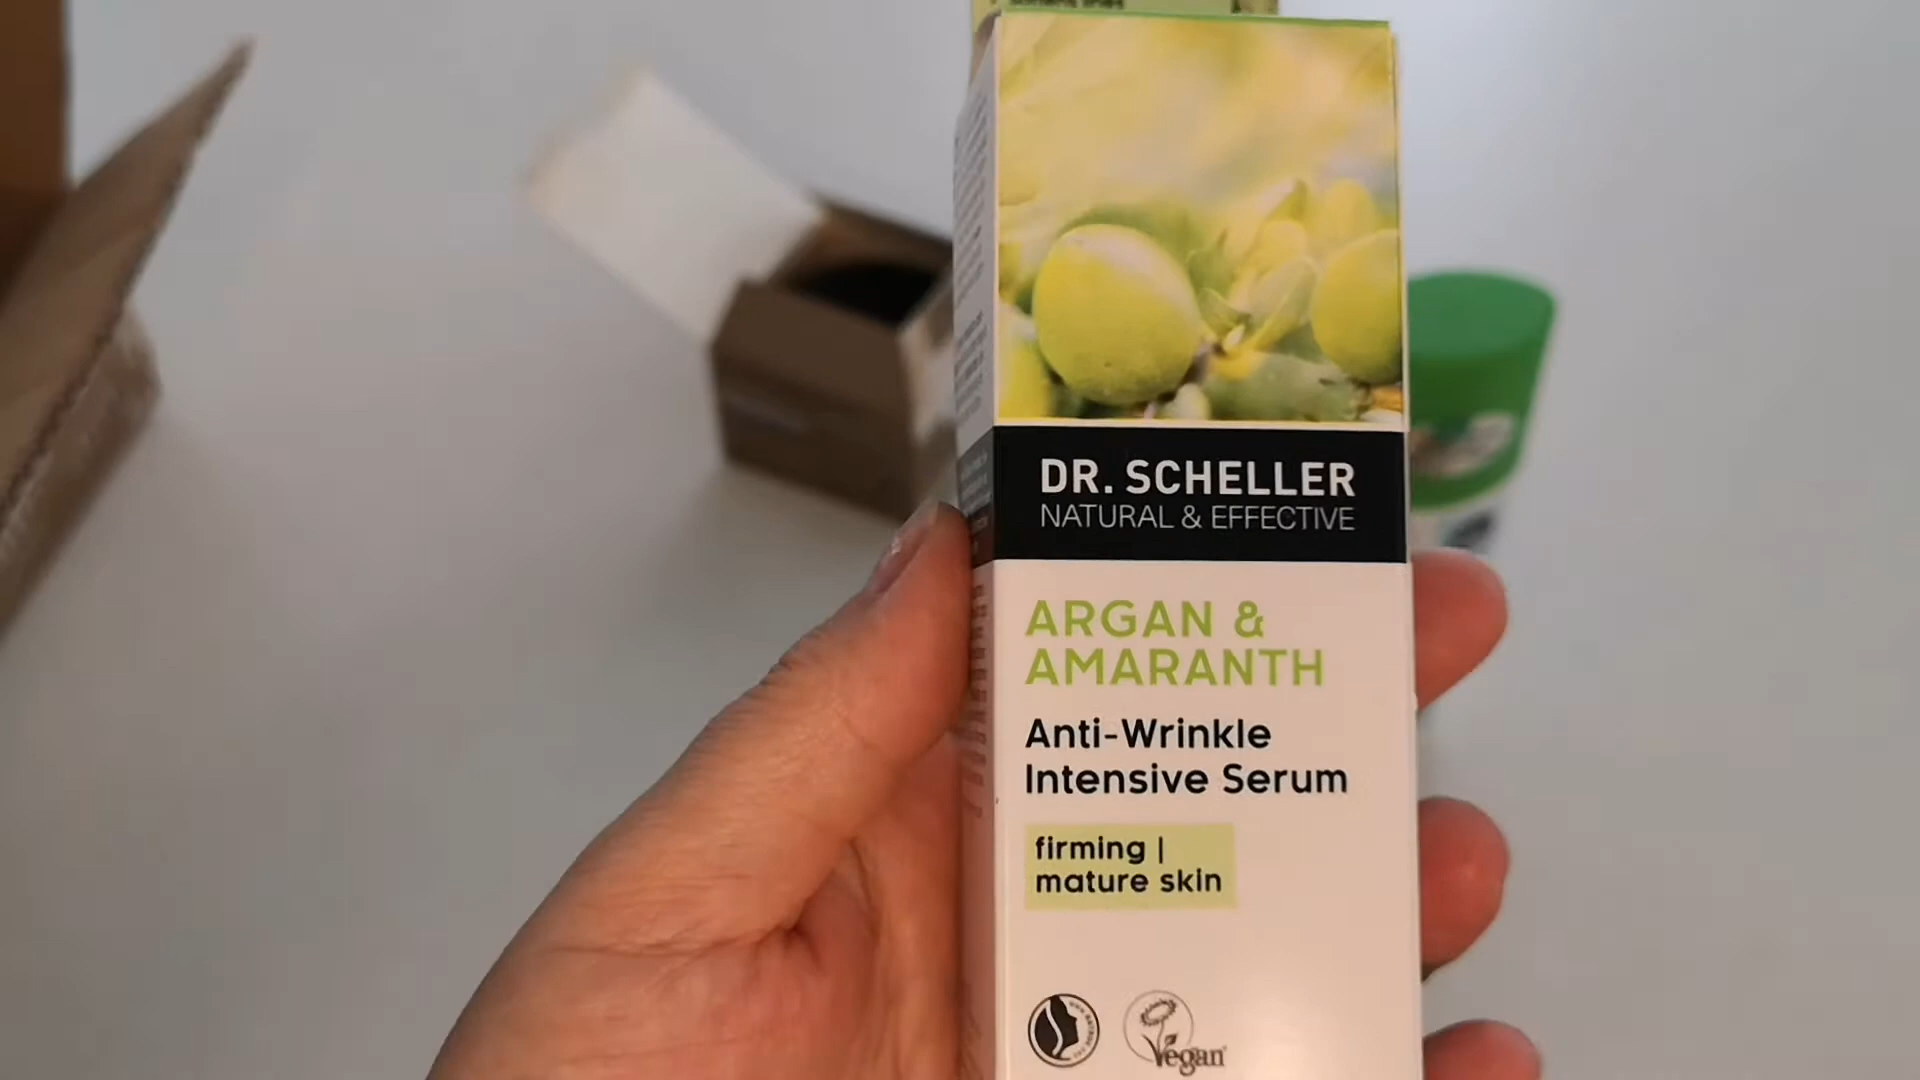 DR. SCHELLER
NATURAL & EFFECTIVE
ARGAN &
AMARANTH
Anti-Wrinkle
Intensive Serum
firming |
mature skin
Vegan